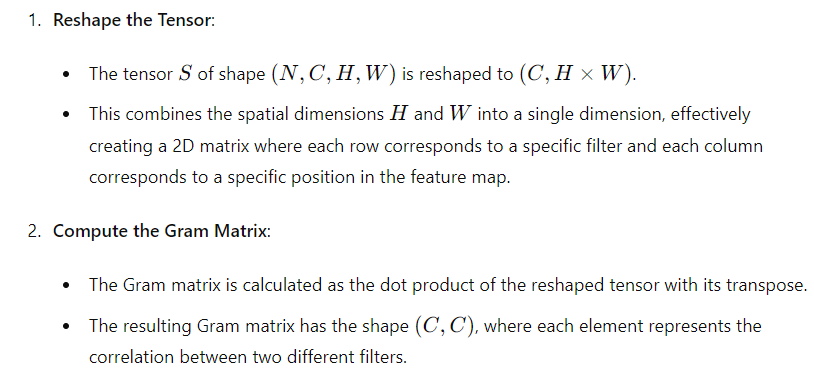 1. Reshape the Tensor:
• The tensor S of shape (N, C, H, W) is reshaped to (C, H × W).
• This combines the spatial dimensions H and W into a single dimension, effectively
creating a 2D matrix where each row corresponds to a specific filter and each column
corresponds to a specific position in the feature map.
2. Compute the Gram Matrix:
• The Gram matrix is calculated as the dot product of the reshaped tensor with its transpose.
• The resulting Gram matrix has the shape (C, C), where each element represents the
correlation between two different filters.